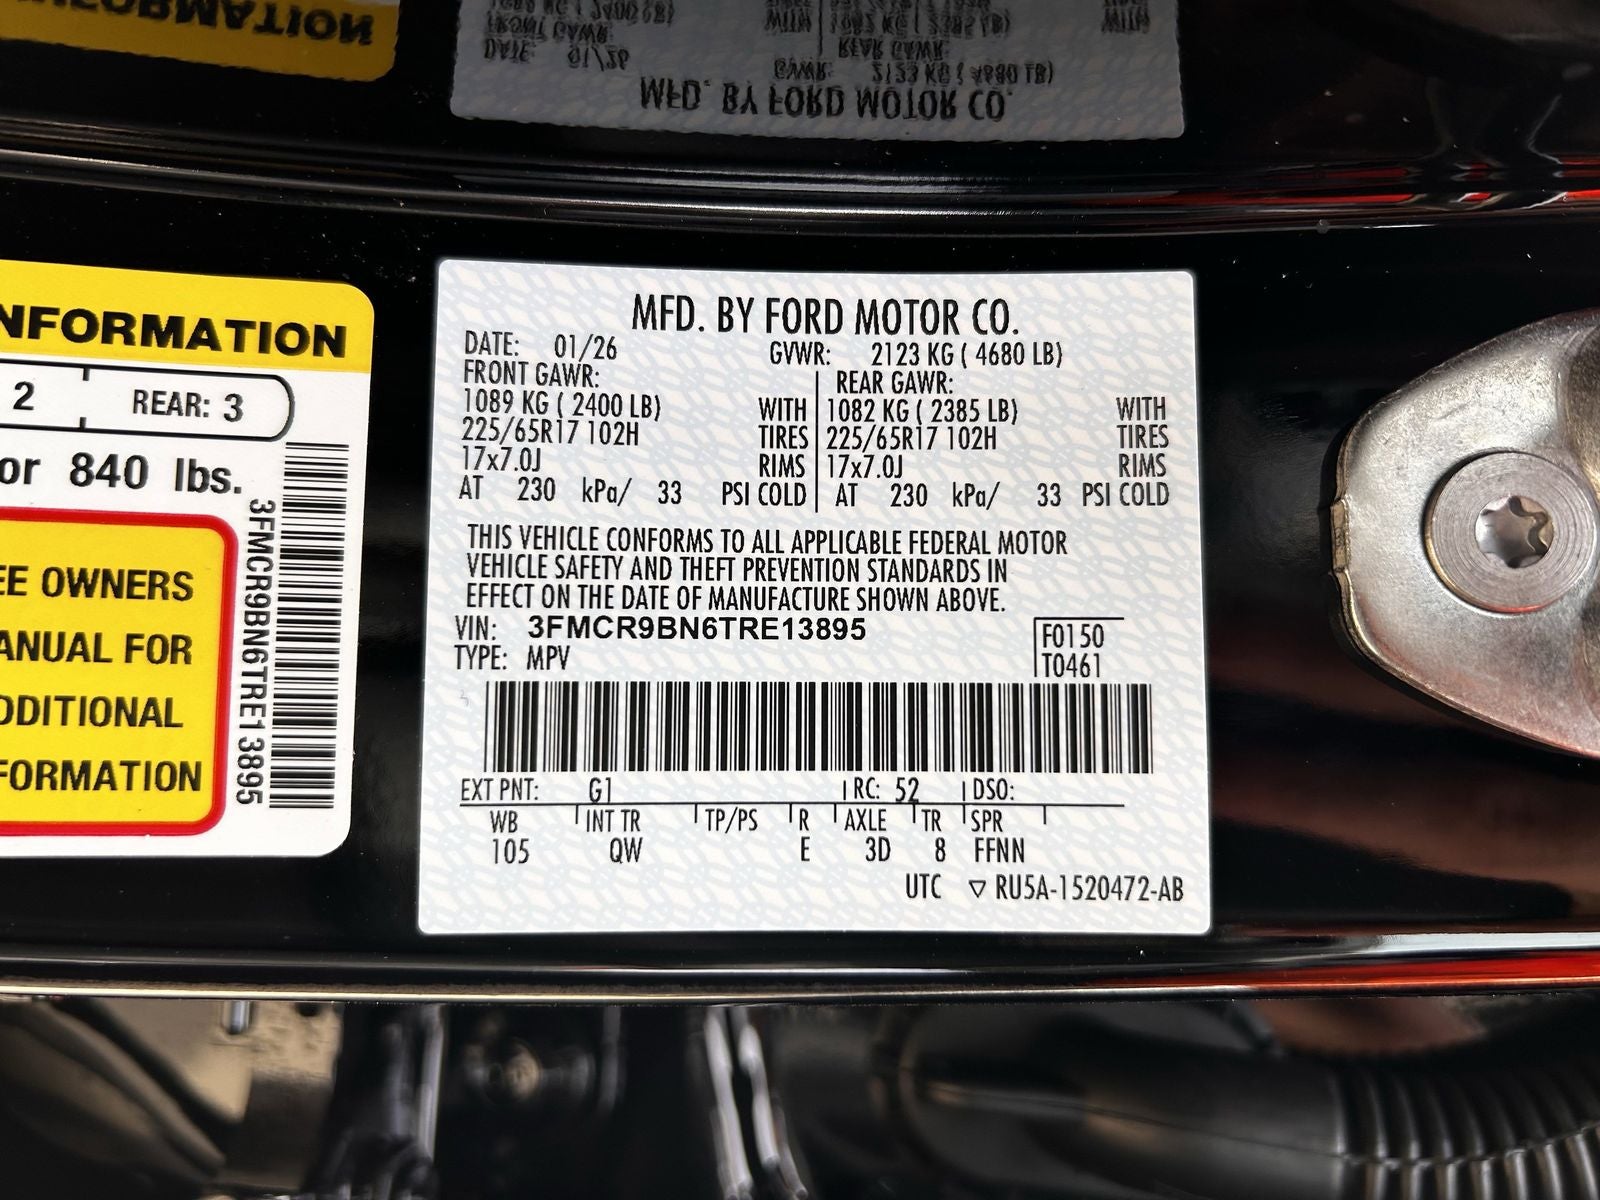 NFORMATION
2 REAR: 3
or 840 lbs.
EE OWNERS
ANUAL FOR
DDITIONAL
FORMATION
3FMCR9BN6TRE13895
MFD. BY FORD MOTOR CO.
DATE: 01/26 GVWR: 2123 KG ( 4680 LB)
FRONT GAWR: REAR GAWR:
1089 KG ( 2400 LB) WITH 1082 KG ( 2385 LB) WITH
225/65R17 102H TIRES 225/65R17 102H TIRES
17x7.0J RIMS 17x7.0J RIMS
AT 230 kPa/ 33 PSI COLD AT 230 kPa/ 33 PSI COLD
THIS VEHICLE CONFORMS TO ALL APPLICABLE FEDERAL MOTOR
VEHICLE SAFETY AND THEFT PREVENTION STANDARDS IN
EFFECT ON THE DATE OF MANUFACTURE SHOWN ABOVE.
VIN: 3FMCR9BN6TRE13895 F0150
TYPE: MPV T0461
EXT PNT: G1 RC: 52 DSO:
WB INT TR TP/PS R AXLE TR SPR
105 QW E 3D 8 FFNN
UTC ▽ RU5A-1520472-AB